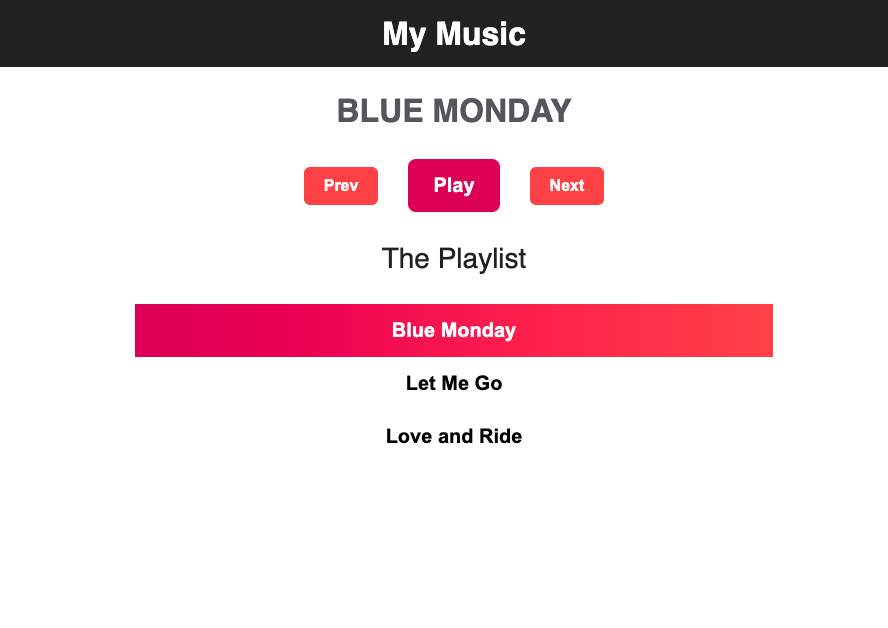 My Music
BLUE MONDAY
Prev Play Next
The Playlist
Blue Monday
Let Me Go
Love and Ride